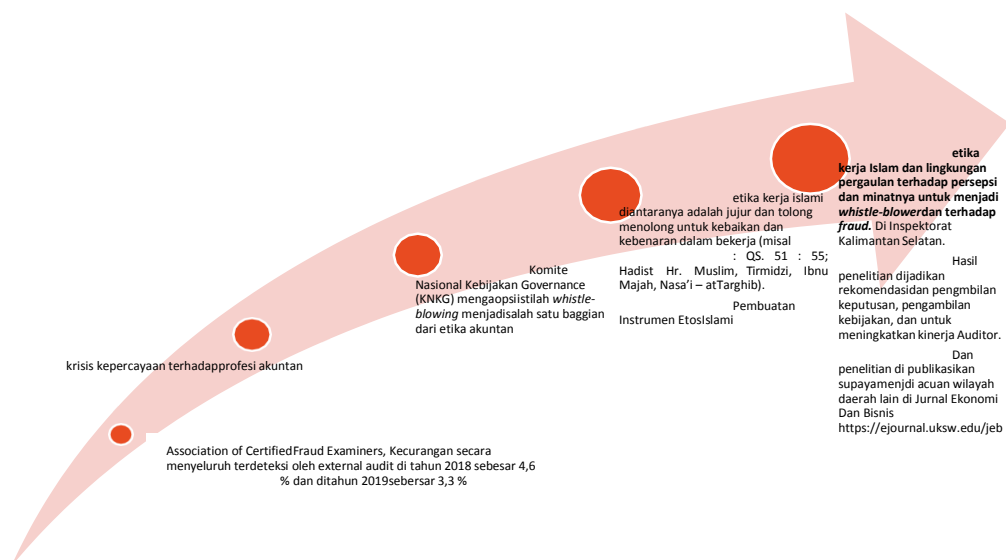 krisis kepercayaan terhadapprofesi akuntan
Association of CertifiedFraud Examiners, Kecurangan secara
menyeluruh terdeteksi oleh external audit di tahun 2018 sebesar 4,6
% dan ditahun 2019sebersar 3,3 %
Komite
Nasional Kebijakan Governance
(KNKG) mengaopsiistilah whistle-
blowing menjadisalah satu baggian
dari etika akuntan
etika kerja islami
diantaranya adalah jujur dan tolong
menolong untuk kebaikan dan
kebenaran dalam bekerja (misal
: QS. 51 : 55;
Hadist Hr. Muslim, Tirmidzi, Ibnu
Majah, Nasa’i – atTarghib).
Pembuatan
Instrumen EtosIslami
etika
kerja Islam dan lingkungan
pergaulan terhadap persepsi
dan minatnya untuk menjadi
whistle-blowerdan terhadap
fraud. Di Inspektorat
Kalimantan Selatan.
Hasil
penelitian dijadikan
rekomendasidan pengmbilan
keputusan, pengambilan
kebijakan, dan untuk
meningkatkan kinerja Auditor.
Dan
penelitian di publikasikan
supayamenjdi acuan wilayah
daerah lain di Jurnal Ekonomi
Dan Bisnis
https://ejournal.uksw.edu/jeb